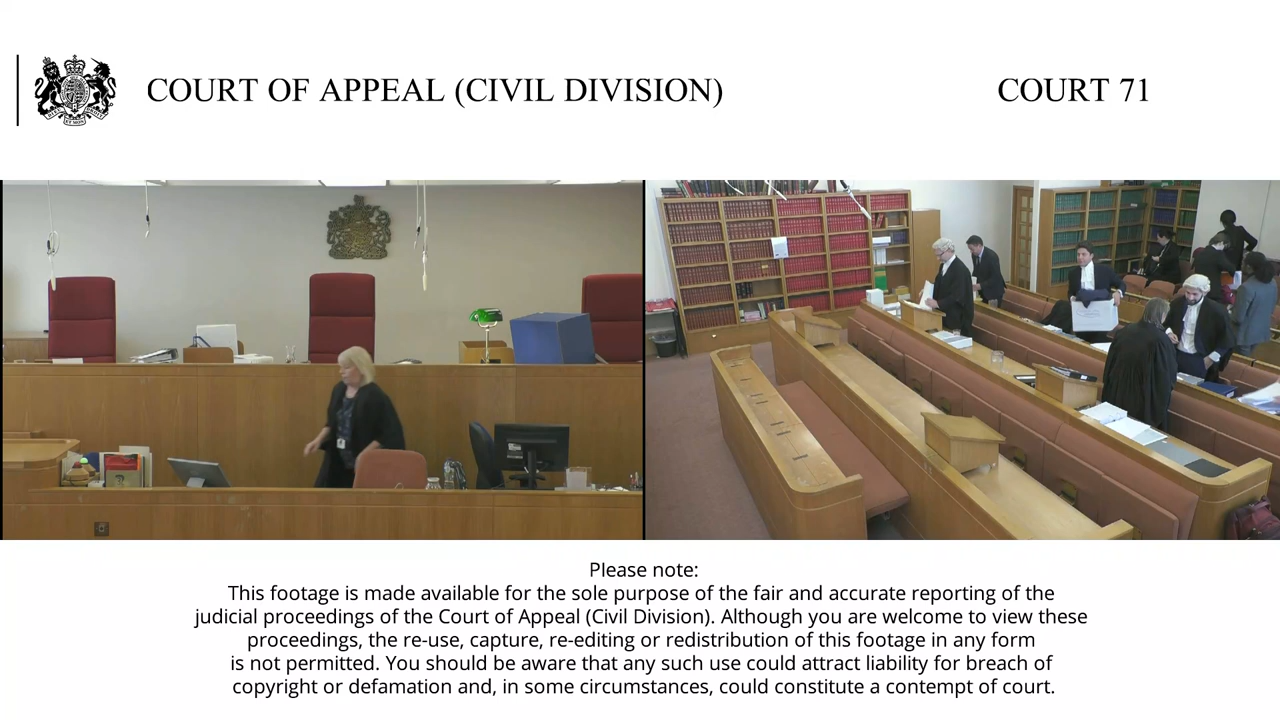 COURT OF APPEAL (CIVIL DIVISION)
COURT 71
Please note:
This footage is made available for the sole purpose of the fair and accurate reporting of the
judicial proceedings of the Court of Appeal (Civil Division). Although you are welcome to view these
proceedings, the re-use, capture, re-editing or redistribution of this footage in any form
is not permitted. You should be aware that any such use could attract liability for breach of
copyright or defamation and, in some circumstances, could constitute a contempt of court.